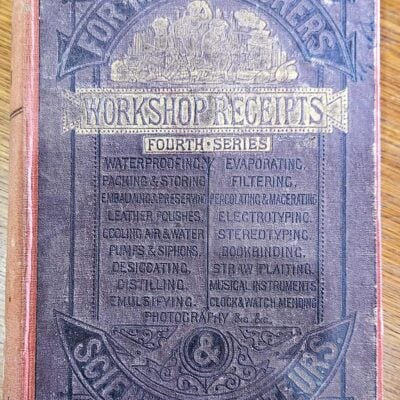 FOR
WORKSHOP RECEIPTS
FOURTH · SERIES
WATERPROOFING.
PACKING & STORING
EMBALMING & PRESERVING
LEATHER POLISHES.
COOLING AIR & WATER
PUMPS & SIPHONS.
DESICCATING.
DISTILLING.
EMULSIFYING.
EVAPORATING.
FILTERING.
PERCOLATING & MACERATING
ELECTROTYPING.
STEREOTYPING.
BOOKBINDING.
STRAW PLAITING.
MUSICAL INSTRUMENTS
CLOCK & WATCH MENDING
PHOTOGRAPHY &c. &c.
&